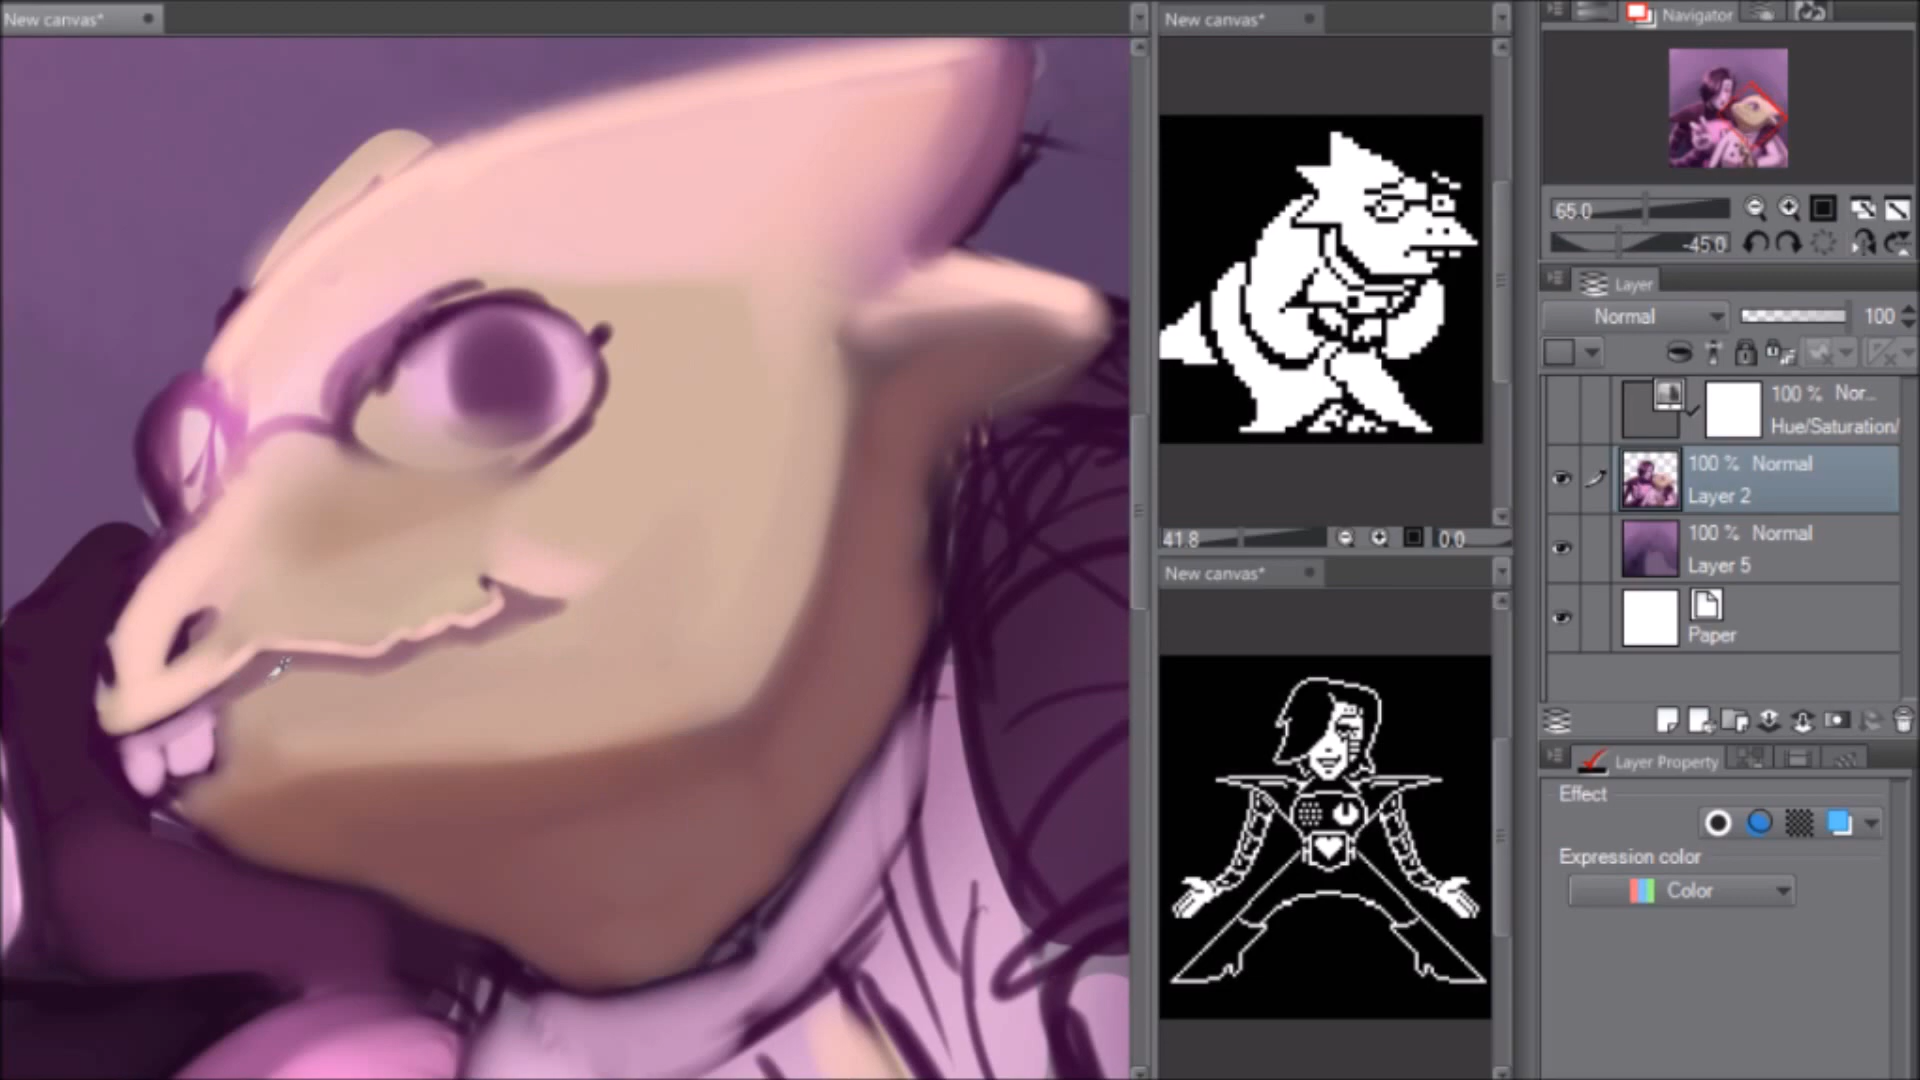 New canvas*
New canvas*
41.8
0.0
New canvas*
Navigator
65.0
-45.0
Layer
Normal
100
100 % Nor...
Hue/Saturation/
100 % Normal
Layer 2
100 % Normal
Layer 5
Paper
Layer Property
Effect
Expression color
Color